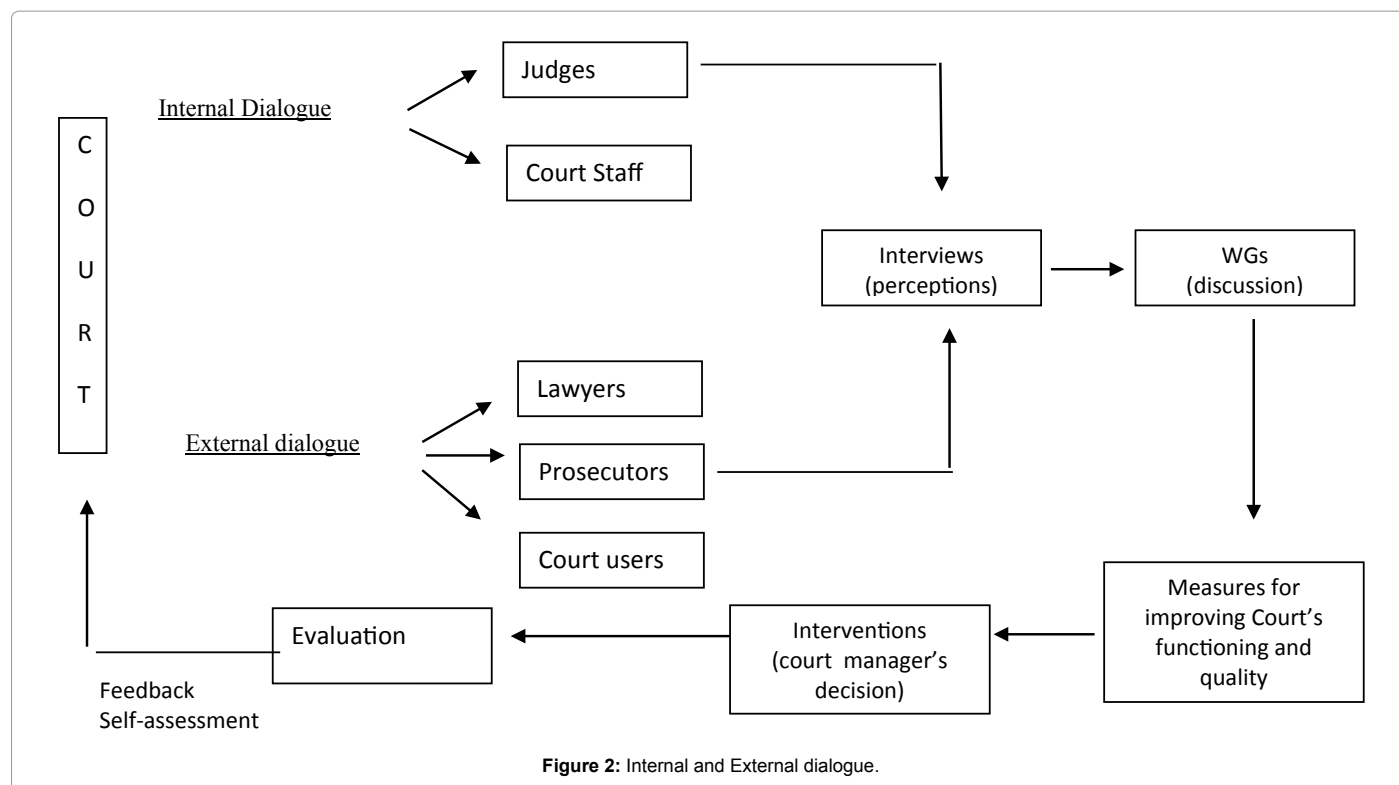 C
O
U
R
T
Internal Dialogue
Judges
Court Staff
External dialogue
Lawyers
Prosecutors
Court users
Interviews
(perceptions)
WGs
(discussion)
Measures for
improving Court's
functioning and
quality
Interventions
(court manager's
decision)
Evaluation
Feedback
Self-assessment
Figure 2: Internal and External dialogue.